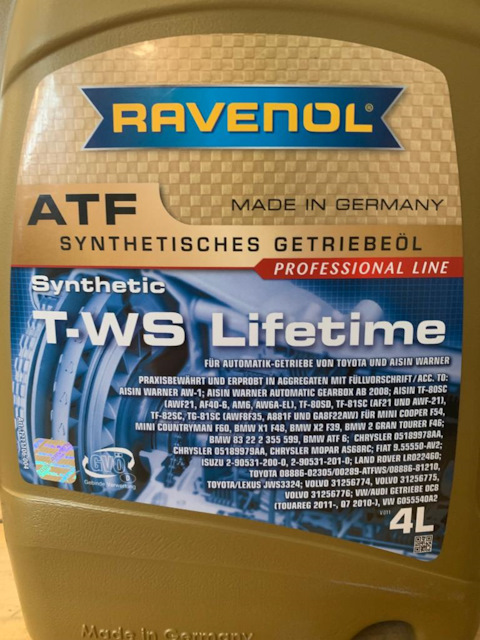 RAVENOL®
ATF
MADE IN GERMANY
SYNTHETISCHES GETRIEBEÖL
PROFESSIONAL LINE
Synthetic
T-WS Lifetime
FÜR AUTOMATIK-GETRIEBE VON TOYOTA UND AISIN WARNER
PRAXISBEWÄHRT UND ERPROBT IN AGGREGATEN MIT FÜLLVORSCHRIFT/ACC. TO:
AISIN WARNER AW-1; AISIN WARNER AUTOMATIC GEARBOX AB 2008; AISIN TF-80SC
(AWF21, AF40-6, AM6, AW6A-EL), TF-80SD, TF-81SC (AF21 UND AWF-21),
TF-82SC, TG-81SC (AWF8F35, A881F UND GA8F22AW) FÜR MINI COOPER F54,
MINI COUNTRYMAN F60, BMW X1 F48, BMW X2 F39, BMW 2 GRAN TOURER F46;
BMW 83 22 2 355 599, BMW ATF 6; CHRYSLER 05189978AA,
CHRYSLER 05189979AA, CHRYSLER MOPAR AS68RC; FIAT 9.55550-AV2;
ISUZU 2-90531-200-0, 2-90531-201-0; LAND ROVER LR022460;
TOYOTA 08886-02305/00289-ATFWS/08886-81210,
TOYOTA/LEXUS JWS3324; VOLVO 31256774, VOLVO 31256775,
VOLVO 31256776; VW/AUDI GETRIEBE 0C8
(TOUAREG 2011-, Q7 2010-), VW G055540A2
GVÖ
Gebinde Verwertung
4L
Made in Germany